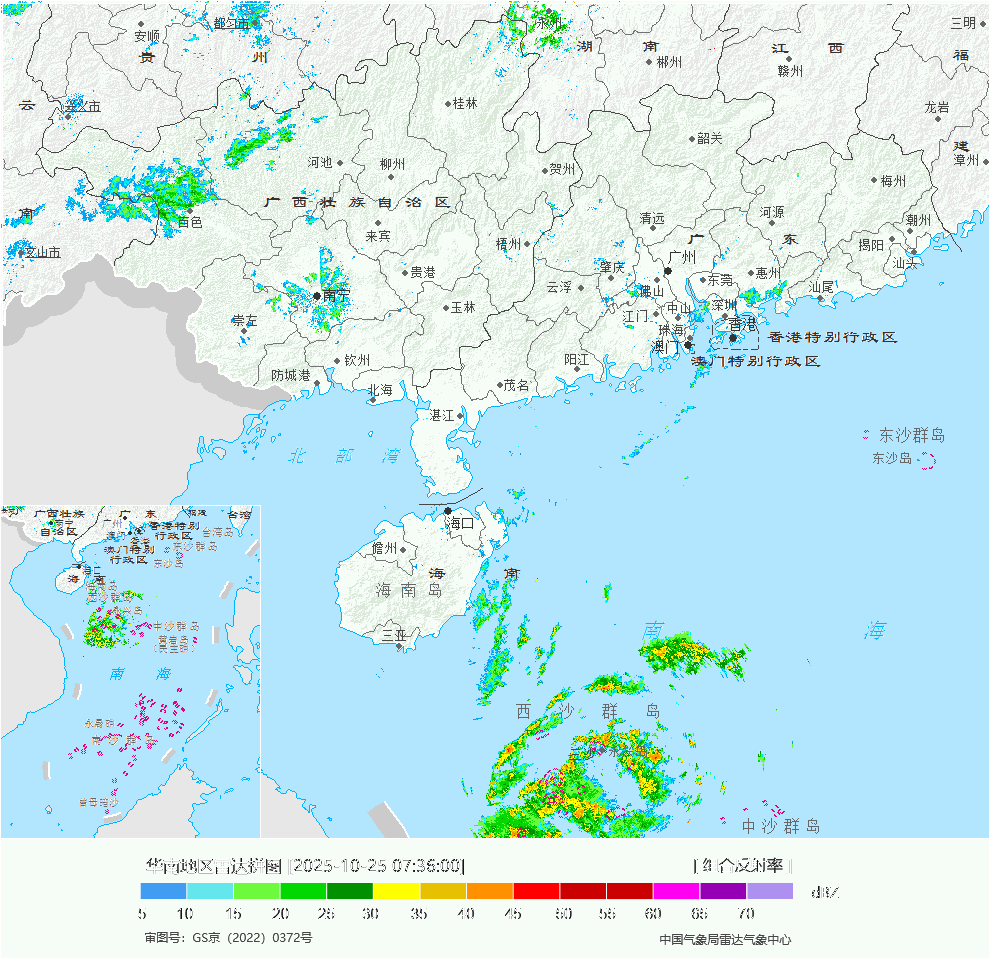 都匀市
安顺
贵 州
永州
湖 南
郴州
江 西
赣州
三明
福
云
兴义市
桂林
龙岩
韶关
建
漳州
河池
柳州
贺州
梅州
南
百色
广西壮族自治区
清远
河源
潮州
来宾
广 东
揭阳
文山市
梧州
广州
汕头
贵港
肇庆
惠州
东莞
云浮
佛山
汕尾
南宁
玉林
深圳
江门
中山
崇左
珠海
香港
香港特别行政区
澳门
澳门特别行政区
钦州
阳江
防城港
茂名
北海
湛江
东沙群岛
东沙岛
北 部 湾
海口
儋州
海 南
海南岛
三亚
南 海
西沙群岛
中沙群岛
广西壮族
自治区
南宁
广 东
广州
香港特别
行政区
澳门特别
行政区
台湾
台湾岛
东沙群岛
东沙岛
海口
海 南
中沙群岛
黄岩岛
南 海
永暑礁
南沙群岛
曾母暗沙
华南地区雷达拼图 [2025-10-25 07:36:00]
[组合反射率]
dBZ
5 10 15 20 25 30 35 40 45 50 55 60 65 70
审图号：GS京（2022）0372号
中国气象局雷达气象中心